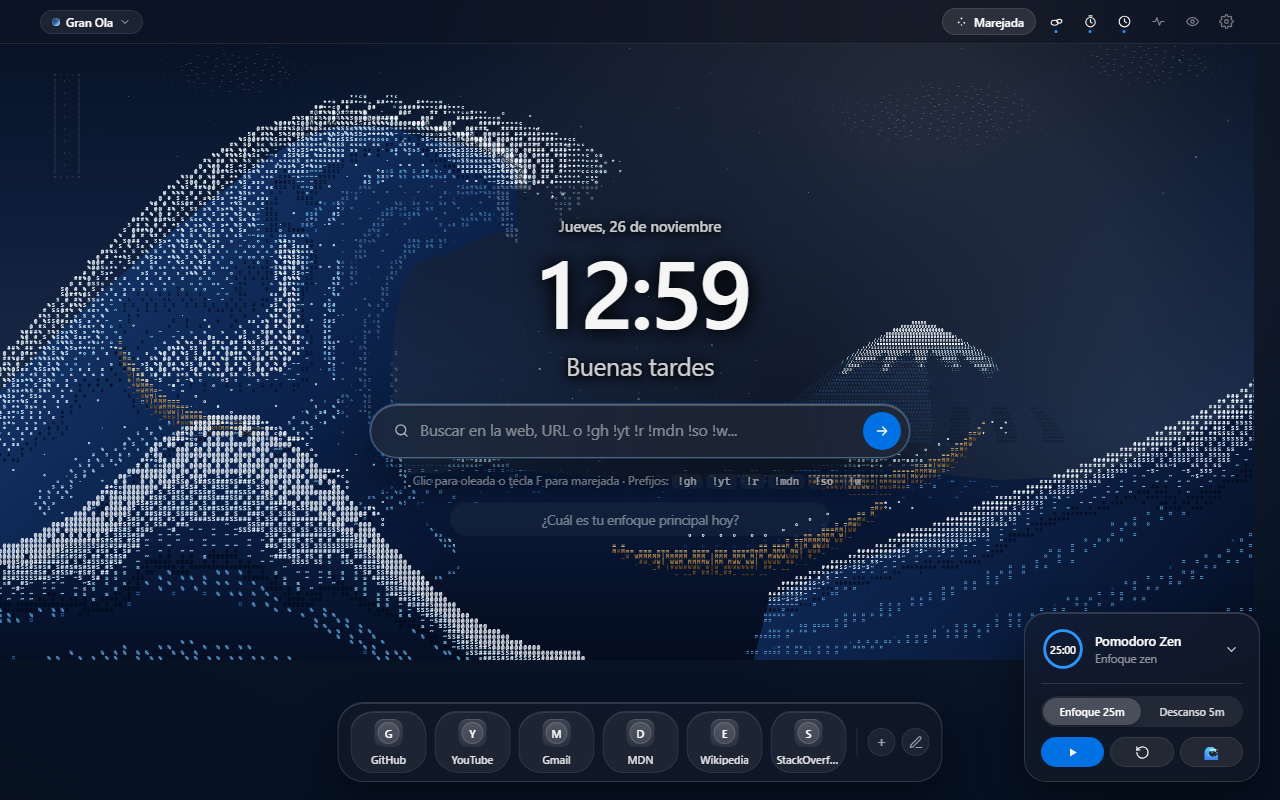 Gran Ola
Marejada
Jueves, 26 de noviembre
12:59
Buenas tardes
Buscar en la web, URL o !gh !yt !r !mdn !so !w...
Clic para oleada o tecla F para marejada · Prefijos: !gh !yt !r !mdn !so !w
¿Cuál es tu enfoque principal hoy?
25:00
Pomodoro Zen
Enfoque zen
Enfoque 25m
Descanso 5m
G
GitHub
Y
YouTube
M
Gmail
D
MDN
E
Wikipedia
S
StackOverf...